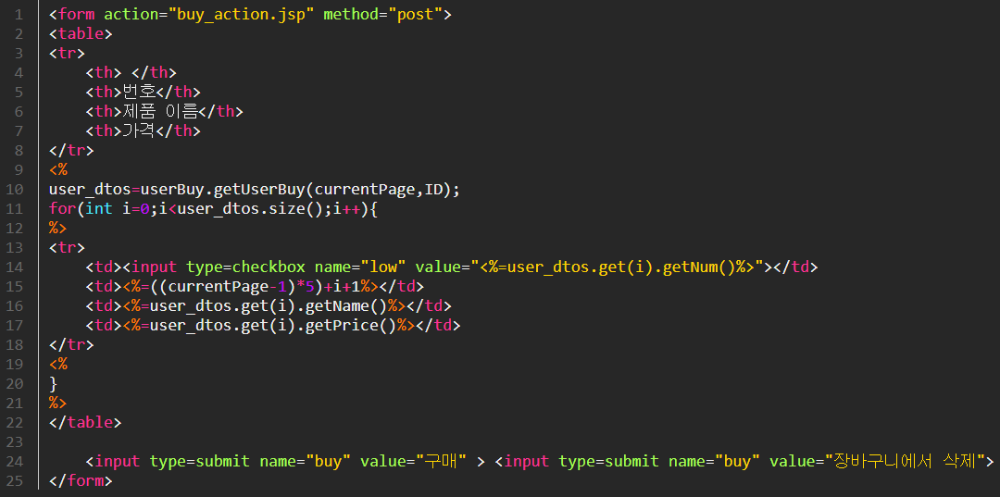 1 <form action="buy_action.jsp" method="post">
2 <table>
3 <tr>
4     <th> </th>
5     <th>번호</th>
6     <th>제품 이름</th>
7     <th>가격</th>
8 </tr>
9 <%
10 user_dtos=userBuy.getUserBuy(currentPage,ID);
11 for(int i=0;i<user_dtos.size();i++){
12 %>
13 <tr>
14     <td><input type=checkbox name="low" value="<%=user_dtos.get(i).getNum()%>"></td>
15     <td><%=((currentPage-1)*5)+i+1%></td>
16     <td><%=user_dtos.get(i).getName()%></td>
17     <td><%=user_dtos.get(i).getPrice()%></td>
18 </tr>
19 <%
20 }
21 %>
22 </table>
23
24     <input type=submit name="buy" value="구매" > <input type=submit name="buy" value="장바구니에서 삭제">
25 </form>